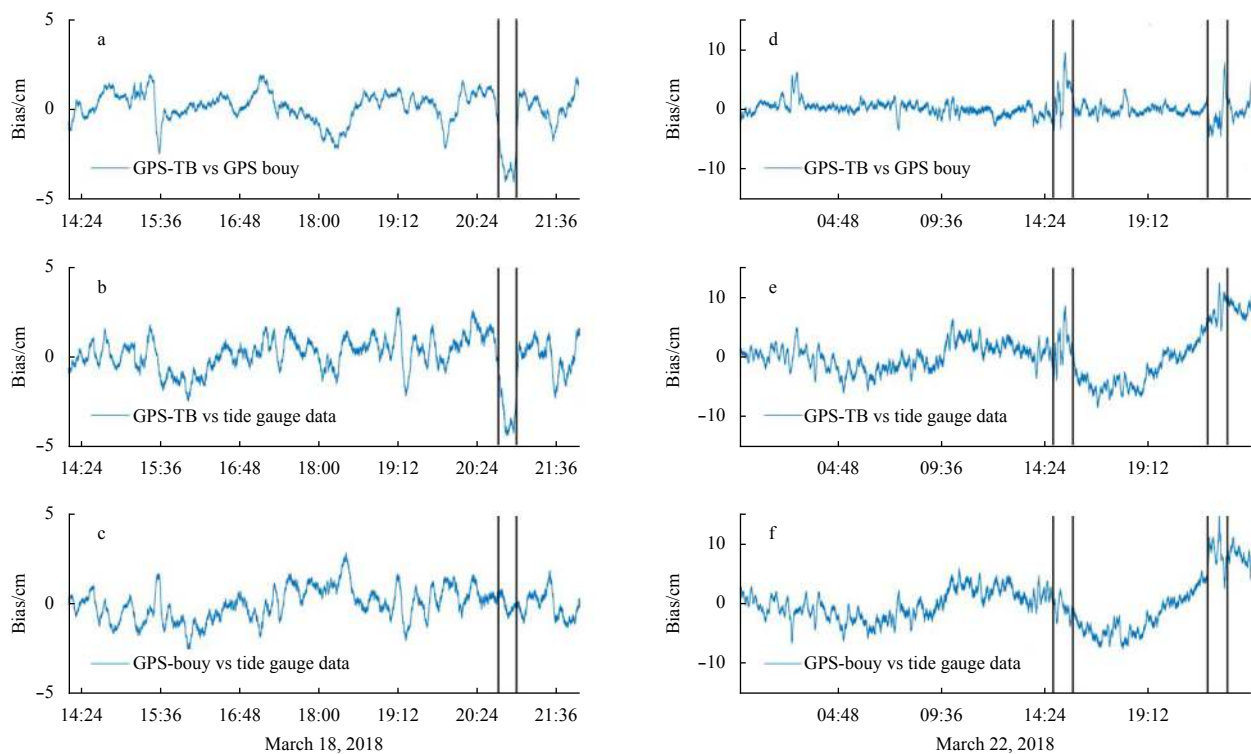 5
a
Bias/cm
0
GPS-TB vs GPS bouy
−5
14:24 15:36 16:48 18:00 19:12 20:24 21:36
10
d
Bias/cm
0
GPS-TB vs GPS bouy
−10
04:48 09:36 14:24 19:12
5
b
Bias/cm
0
GPS-TB vs tide gauge data
−5
14:24 15:36 16:48 18:00 19:12 20:24 21:36
10
e
Bias/cm
0
GPS-TB vs tide gauge data
−10
04:48 09:36 14:24 19:12
5
c
Bias/cm
0
GPS-bouy vs tide gauge data
−5
14:24 15:36 16:48 18:00 19:12 20:24 21:36
March 18, 2018
10
f
Bias/cm
0
GPS-bouy vs tide gauge data
−10
04:48 09:36 14:24 19:12
March 22, 2018